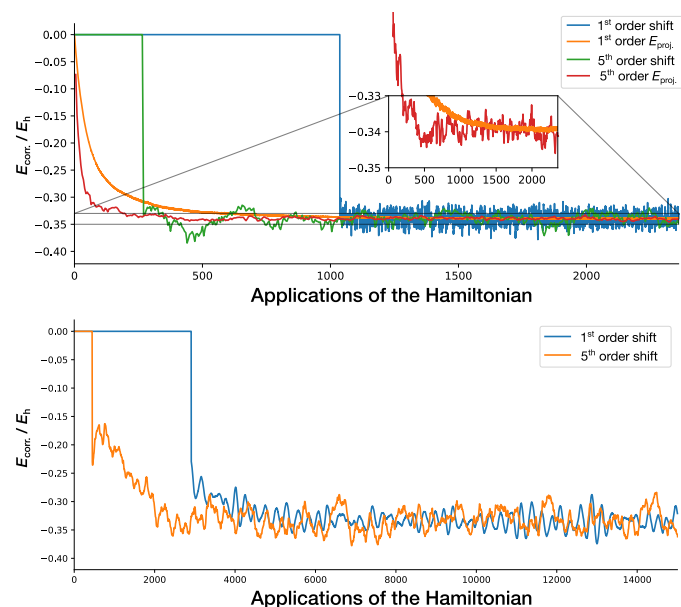 0.00
−0.05
−0.10
−0.15
−0.20
−0.25
−0.30
−0.35
−0.40
E_corr. / E_h
1st order shift
1st order E_proj.
5th order shift
5th order E_proj.
−0.33
−0.34
−0.35
0 500 1000 1500 2000
0 500 1000 1500 2000
Applications of the Hamiltonian
0.00
−0.05
−0.10
−0.15
−0.20
−0.25
−0.30
−0.35
−0.40
E_corr. / E_h
1st order shift
5th order shift
0 2000 4000 6000 8000 10000 12000 14000
Applications of the Hamiltonian